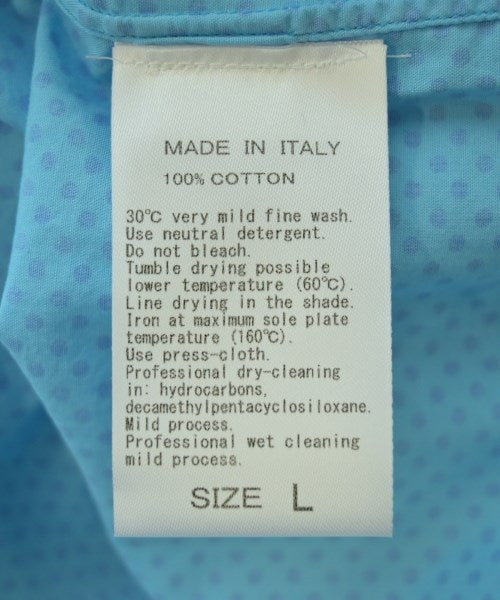 MADE IN ITALY
100% COTTON
30℃ very mild fine wash.
Use neutral detergent.
Do not bleach.
Tumble drying possible
lower temperature (60℃).
Line drying in the shade.
Iron at maximum sole plate
temperature (160℃).
Use press-cloth.
Professional dry-cleaning
in: hydrocarbons,
decamethylpentacyclosiloxane.
Mild process.
Professional wet cleaning
mild process.
SIZE L